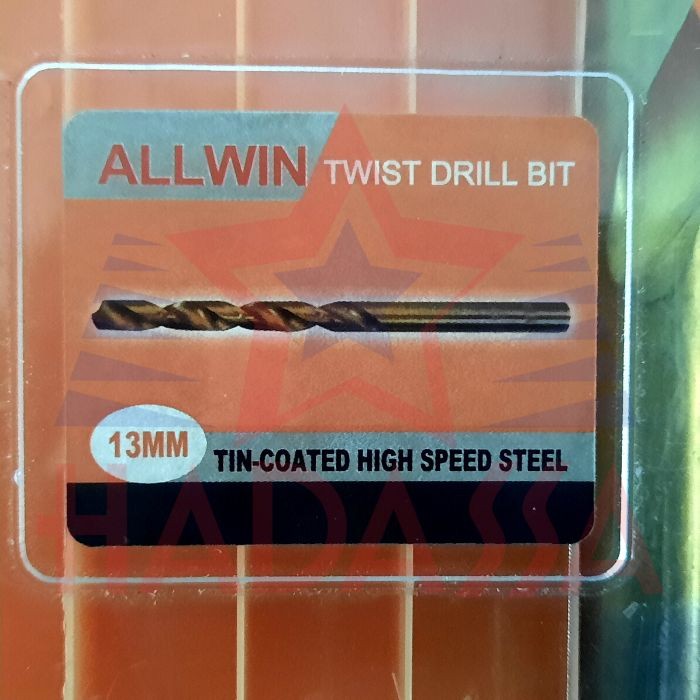 ALLWIN TWIST DRILL BIT
13MM
TIN-COATED HIGH SPEED STEEL
HADASSA